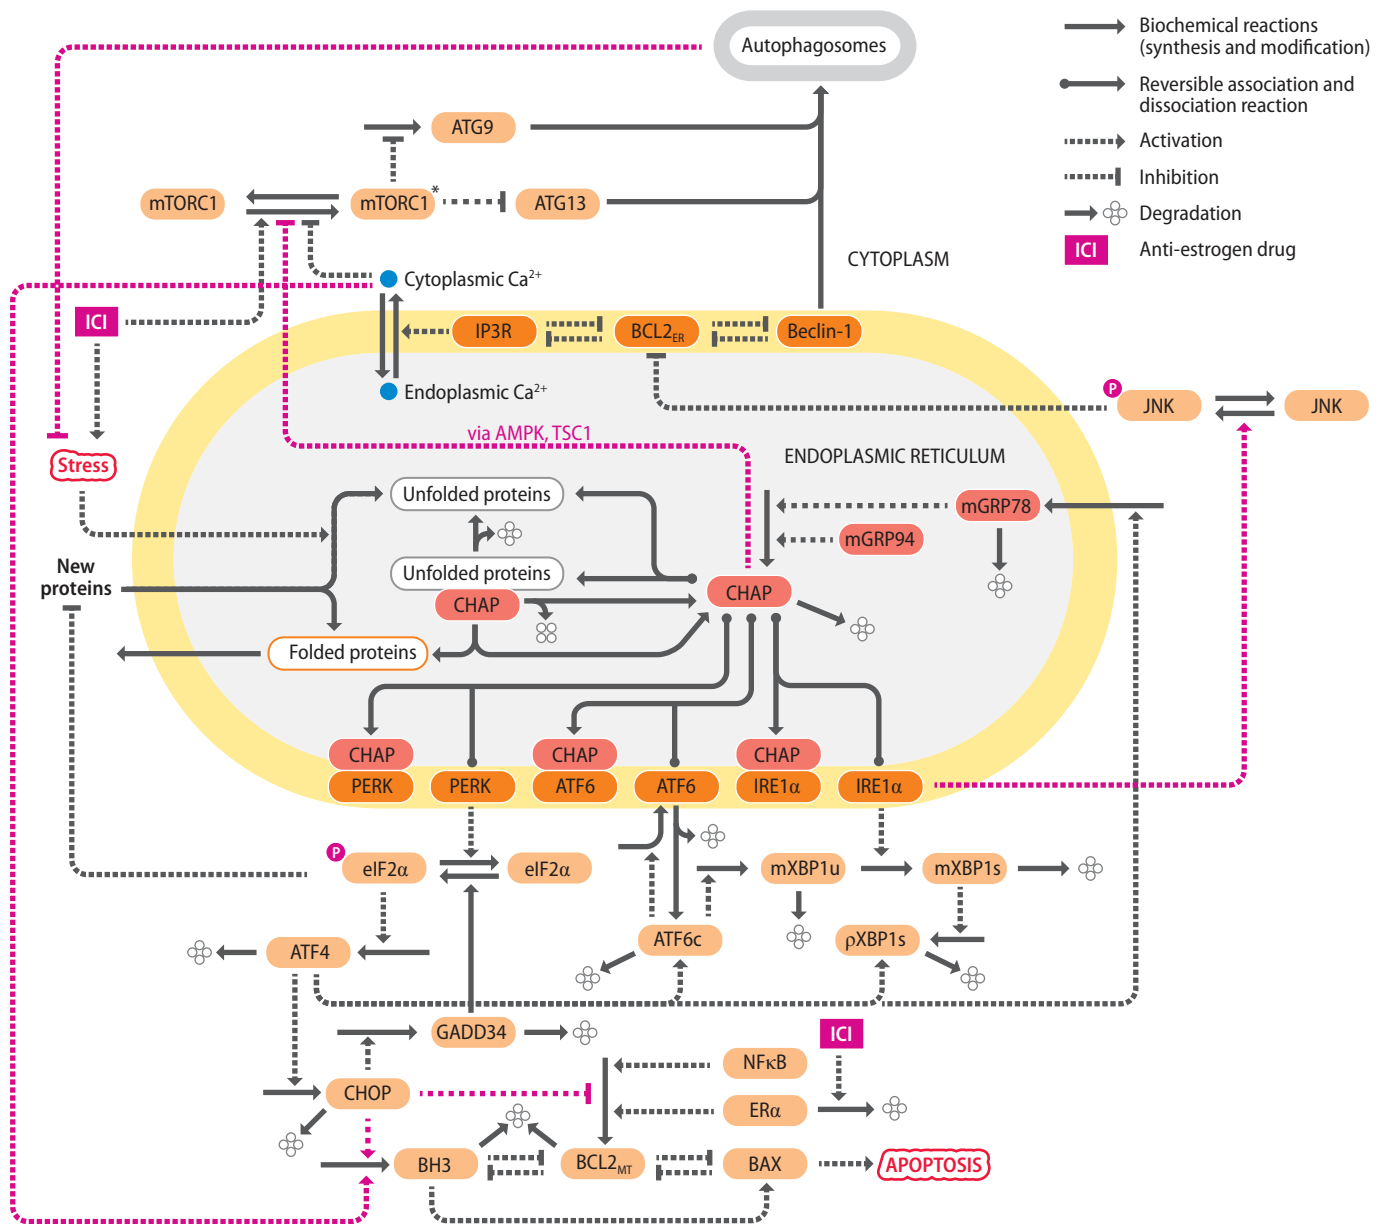 Autophagosomes
Biochemical reactions
(synthesis and modification)
Reversible association and
dissociation reaction
Activation
Inhibition
Degradation
ICI Anti-estrogen drug
ATG9
mTORC1
mTORC1*
ATG13
CYTOPLASM
Cytoplasmic Ca²⁺
ICI
IP3R
BCL2ER
Beclin-1
Endoplasmic Ca²⁺
P
JNK
JNK
via AMPK, TSC1
ENDOPLASMIC RETICULUM
Stress
Unfolded proteins
mGRP78
mGRP94
New
proteins
Unfolded proteins
CHAP
CHAP
Folded proteins
CHAP
CHAP
CHAP
PERK
PERK
ATF6
ATF6
IRE1α
IRE1α
P
eIF2α
eIF2α
mXBP1u
mXBP1s
ATF4
ATF6c
ρXBP1s
GADD34
ICI
NFκB
CHOP
ERα
BH3
BCL2MT
BAX
APOPTOSIS